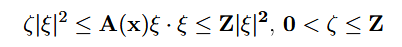 ζ|ξ|² ≤ A(x)ξ · ξ ≤ Z|ξ|², 0 < ζ ≤ Z